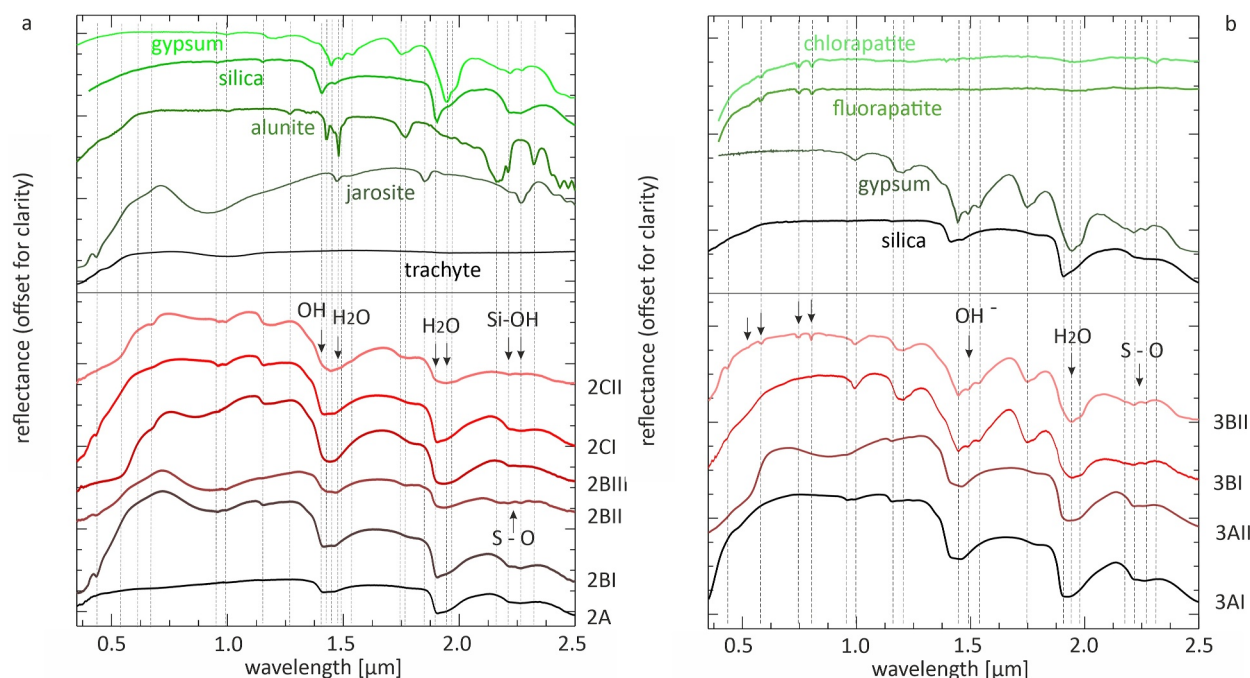 a
gypsum
silica
alunite
jarosite
trachyte
OH
H2O
H2O
Si-OH
2CII
2CI
2BIIi
2BII
S - O
2BI
2A
0.5 1.0 1.5 2.0 2.5
wavelength [µm]
reflectance (offset for clarity)
b
chlorapatite
fluorapatite
gypsum
silica
OH -
H2O
S - O
3BII
3BI
3AII
3AI
0.5 1.0 1.5 2.0 2.5
wavelength [µm]
reflectance (offset for clarity)